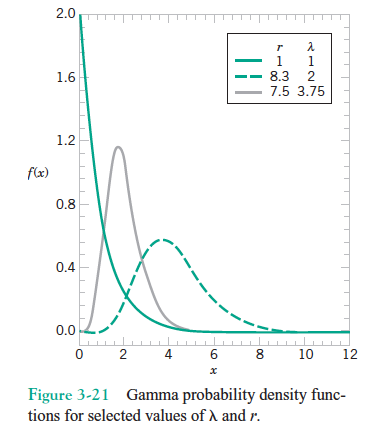 2.0
r λ
1 1
8.3 2
7.5 3.75
1.6
1.2
f(x)
0.8
0.4
0.0
0 2 4 6 8 10 12
x
Figure 3-21 Gamma probability density func-
tions for selected values of λ and r.